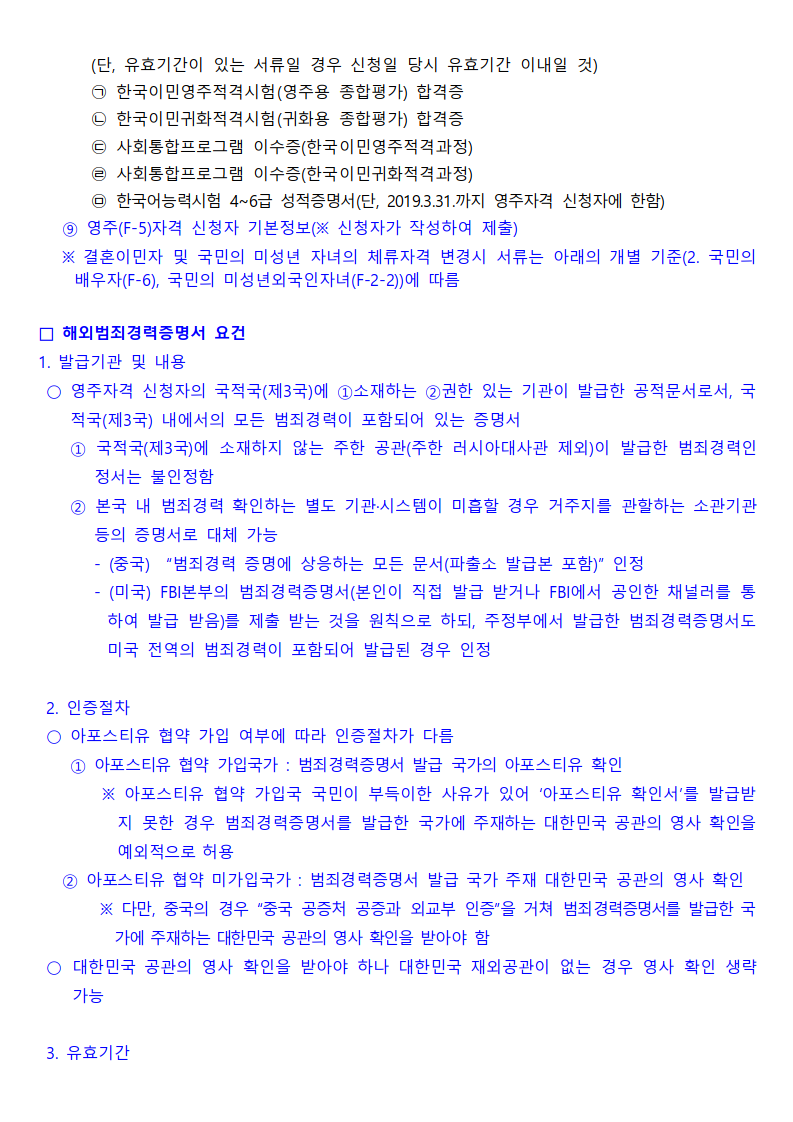 (단, 유효기간이 있는 서류일 경우 신청일 당시 유효기간 이내일 것)
㉠ 한국이민영주적격시험(영주용 종합평가) 합격증
㉡ 한국이민귀화적격시험(귀화용 종합평가) 합격증
㉢ 사회통합프로그램 이수증(한국이민영주적격과정)
㉣ 사회통합프로그램 이수증(한국이민귀화적격과정)
㉤ 한국어능력시험 4~6급 성적증명서(단, 2019.3.31.까지 영주자격 신청자에 한함)
⑨ 영주(F-5)자격 신청자 기본정보(※ 신청자가 작성하여 제출)
※ 결혼이민자 및 국민의 미성년 자녀의 체류자격 변경시 서류는 아래의 개별 기준(2. 국민의
배우자(F-6), 국민의 미성년외국인자녀(F-2-2))에 따름
□ 해외범죄경력증명서 요건
1. 발급기관 및 내용
○ 영주자격 신청자의 국적국(제3국)에 ①소재하는 ②권한 있는 기관이 발급한 공적문서로서, 국
적국(제3국) 내에서의 모든 범죄경력이 포함되어 있는 증명서
① 국적국(제3국)에 소재하지 않는 주한 공관(주한 러시아대사관 제외)이 발급한 범죄경력인
정서는 불인정함
② 본국 내 범죄경력 확인하는 별도 기관·시스템이 미흡할 경우 거주지를 관할하는 소관기관
등의 증명서로 대체 가능
- (중국) “범죄경력 증명에 상응하는 모든 문서(파출소 발급본 포함)” 인정
- (미국) FBI본부의 범죄경력증명서(본인이 직접 발급 받거나 FBI에서 공인한 채널러를 통
하여 발급 받음)를 제출 받는 것을 원칙으로 하되, 주정부에서 발급한 범죄경력증명서도
미국 전역의 범죄경력이 포함되어 발급된 경우 인정
2. 인증절차
○ 아포스티유 협약 가입 여부에 따라 인증절차가 다름
① 아포스티유 협약 가입국가 : 범죄경력증명서 발급 국가의 아포스티유 확인
※ 아포스티유 협약 가입국 국민이 부득이한 사유가 있어 ‘아포스티유 확인서’를 발급받
지 못한 경우 범죄경력증명서를 발급한 국가에 주재하는 대한민국 공관의 영사 확인을
예외적으로 허용
② 아포스티유 협약 미가입국가 : 범죄경력증명서 발급 국가 주재 대한민국 공관의 영사 확인
※ 다만, 중국의 경우 “중국 공증처 공증과 외교부 인증”을 거쳐 범죄경력증명서를 발급한 국
가에 주재하는 대한민국 공관의 영사 확인을 받아야 함
○ 대한민국 공관의 영사 확인을 받아야 하나 대한민국 재외공관이 없는 경우 영사 확인 생략
가능
3. 유효기간